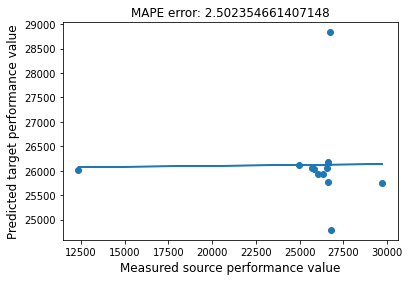 MAPE error: 2.502354661407148
29000
28500
28000
27500
27000
26500
26000
25500
25000
Predicted target performance value
12500 15000 17500 20000 22500 25000 27500 30000
Measured source performance value